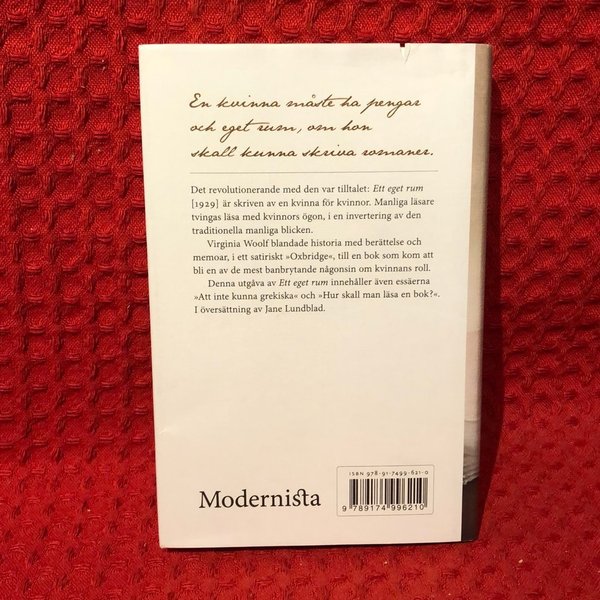 En kvinna måste ha pengar
och eget rum, om hon
skall kunna skriva romaner.
Det revolutionerande med den var tilltalet: Ett eget rum
[1929] är skriven av en kvinna för kvinnor. Manliga läsare
tvingas läsa med kvinnors ögon, i en invertering av den
traditionella manliga blicken.
Virginia Woolf blandade historia med berättelse och
memoar, i ett satiriskt »Oxbridge«, till en bok som kom att
bli en av de mest banbrytande någonsin om kvinnans roll.
Denna utgåva av Ett eget rum innehåller även essäerna
»Att inte kunna grekiska« och »Hur skall man läsa en bok?«.
I översättning av Jane Lundblad.
ISBN 978-91-7499-621-0
Modernista
9 789174 996210